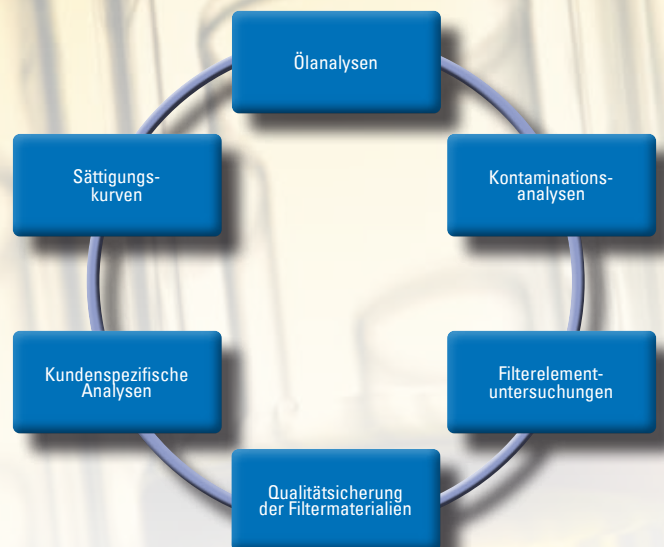 Ölanalysen
Sättigungs-
kurven
Kontaminations-
analysen
Kundenspezifische
Analysen
Filterelement-
untersuchungen
Qualitätsicherung
der Filtermaterialien